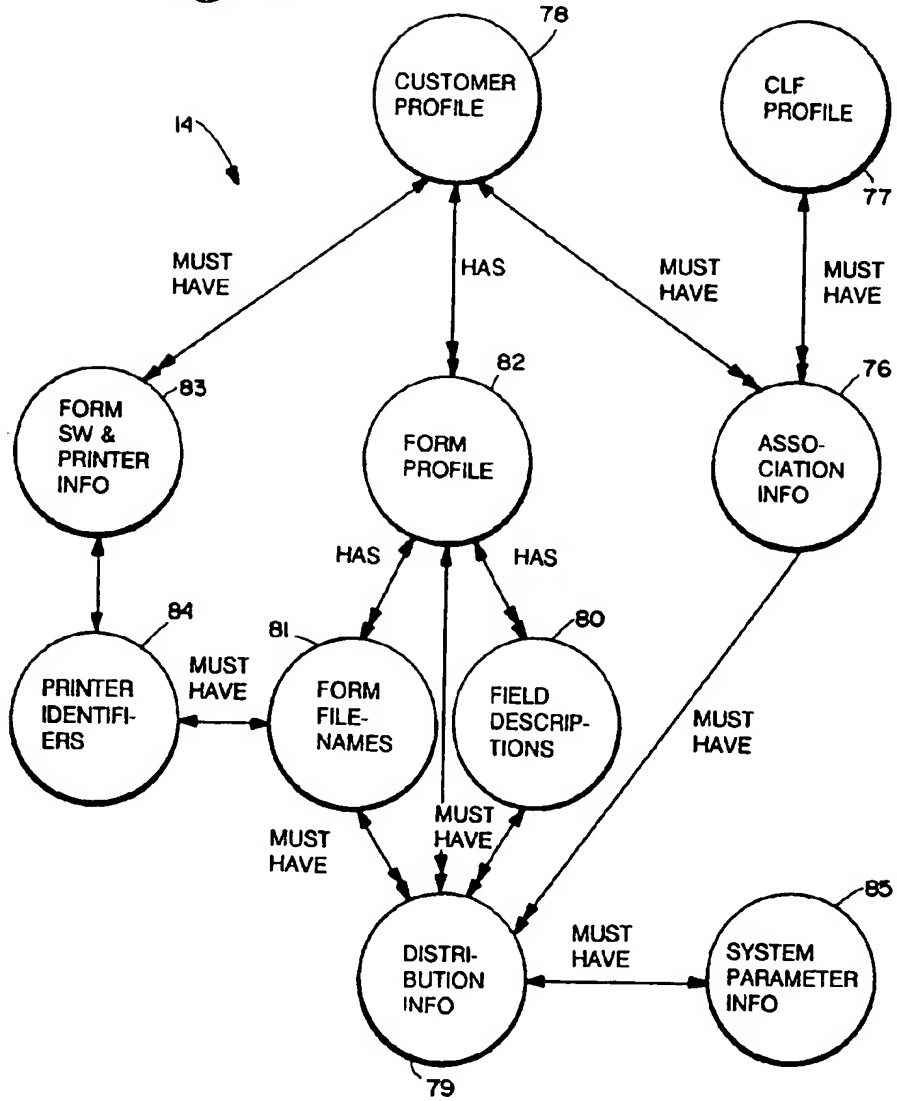 78
CUSTOMER
PROFILE
CLF
PROFILE
77
14
MUST
HAVE
HAS
MUST
HAVE
MUST
HAVE
83
FORM
SW &
PRINTER
INFO
82
FORM
PROFILE
76
ASSO-
CIATION
INFO
HAS
HAS
84
PRINTER
IDENTIFI-
ERS
MUST
HAVE
81
FORM
FILE-
NAMES
80
FIELD
DESCRIP-
TIONS
MUST
HAVE
MUST
HAVE
MUST
HAVE
DISTRI-
BUTION
INFO
79
MUST
HAVE
85
SYSTEM
PARAMETER
INFO